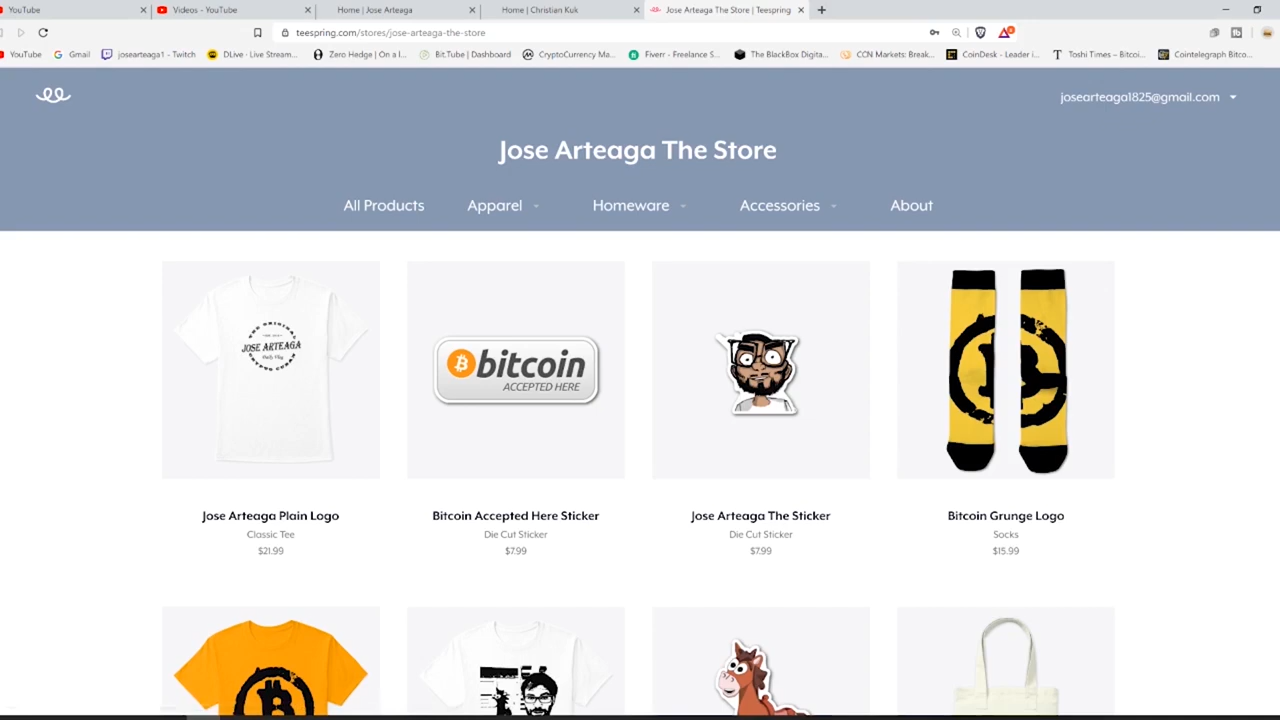 YouTube
Videos - YouTube
Home | Jose Arteaga
Home | Christian Kuk
Jose Arteaga The Store | Teespring
teespring.com/stores/jose-arteaga-the-store
YouTube
Gmail
josearteaga1 - Twitch
DLive · Live Stream...
Zero Hedge | On a l...
Bit.Tube | Dashboard
CryptoCurrency Ma...
Fiverr - Freelance S...
The BlackBox Digita...
CCN Markets: Break...
CoinDesk - Leader i...
Toshi Times – Bitcoi...
Cointelegraph Bitco...
josearteaga1825@gmail.com
Jose Arteaga The Store
All Products
Apparel
Homeware
Accessories
About
JOSE ARTEAGA
Daily Vlog
bitcoin
ACCEPTED HERE
Jose Arteaga Plain Logo
Classic Tee
$21.99
Bitcoin Accepted Here Sticker
Die Cut Sticker
$7.99
Jose Arteaga The Sticker
Die Cut Sticker
$7.99
Bitcoin Grunge Logo
Socks
$15.99